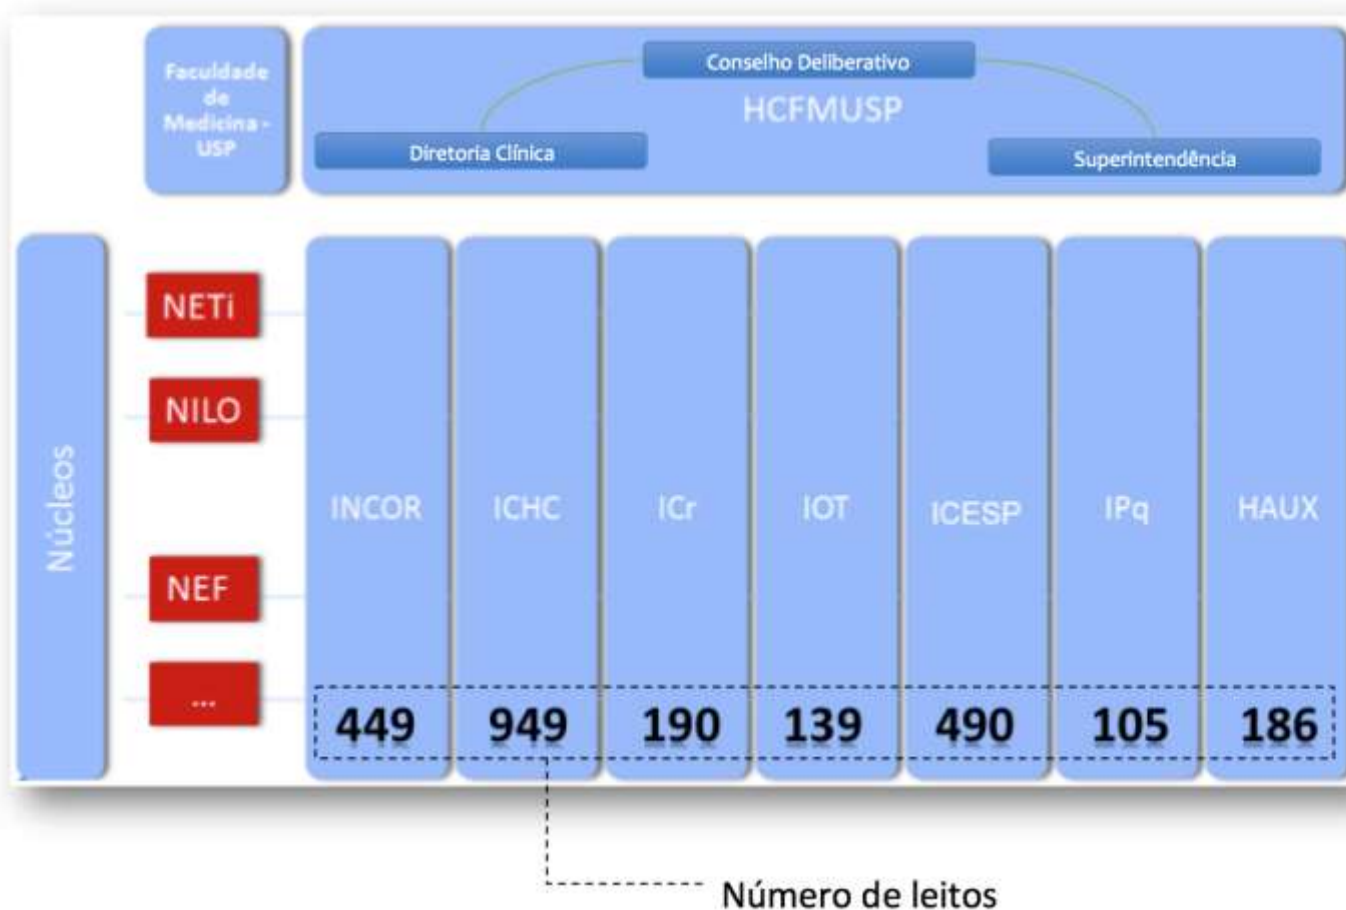 Faculdade
de
Medicina -
USP
Conselho Deliberativo
HCFMUSP
Diretoria Clínica
Superintendência
Núcleos
NETi
NILO
NEF
...
INCOR
ICHC
ICr
IOT
ICESP
IPq
HAUX
449
949
190
139
490
105
186
Número de leitos